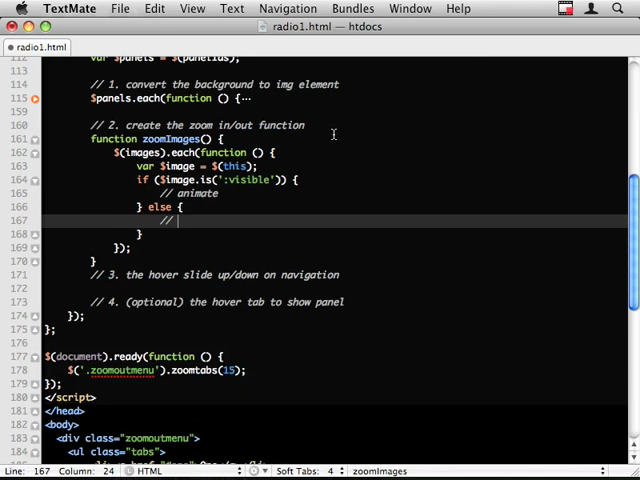 TextMate File Edit View Text Navigation Bundles Window Help
radio1.html — htdocs
radio1.html
112 var $panels = $(panelIds);
114 // 1. convert the background to img element
115 $panels.each(function () {…
159
160 // 2. create the zoom in/out function
161 function zoomImages() {
162 $(images).each(function () {
163 var $image = $(this);
164 if ($image.is(':visible')) {
165 // animate
166 } else {
167 //
168 }
169 });
170 }
171 // 3. the hover slide up/down on navigation
172
173 // 4. (optional) the hover tab to show panel
174 });
175 };
176
177 $(document).ready(function () {
178 $('.zoomoutmenu').zoomtabs(15);
179 });
180 </script>
181 </head>
182 <body>
183 <div class="zoomoutmenu">
184 <ul class="tabs">
Line: 167 Column: 24 HTML Soft Tabs: 4 zoomImages